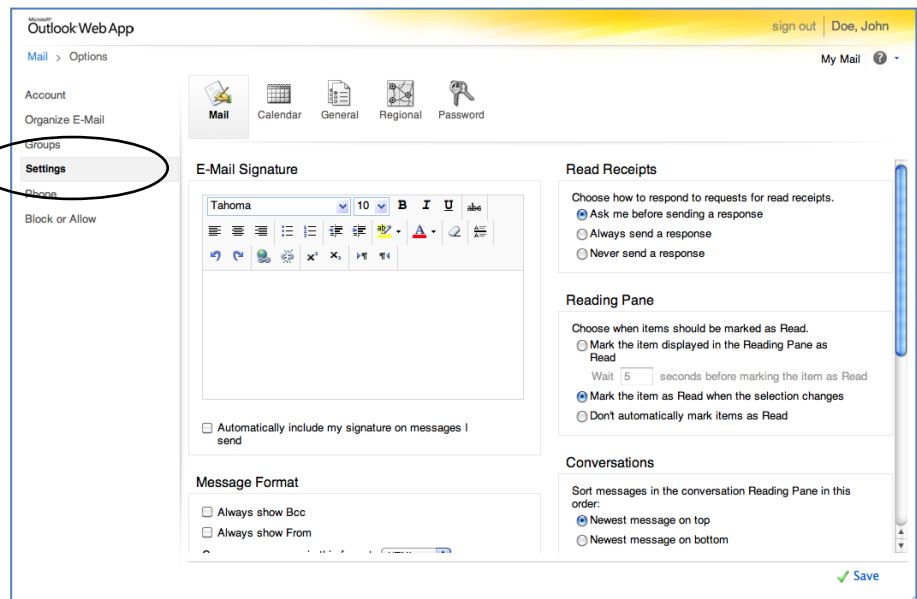 Microsoft®
Outlook Web App
sign out Doe, John
Mail > Options
My Mail
Account
Organize E-Mail
Groups
Settings
Phone
Block or Allow
Mail Calendar General Regional Password
E-Mail Signature
Tahoma 10 B I U abc
ab A
x² x₂
Automatically include my signature on messages I
send
Message Format
Always show Bcc
Always show From
Read Receipts
Choose how to respond to requests for read receipts.
Ask me before sending a response
Always send a response
Never send a response
Reading Pane
Choose when items should be marked as Read.
Mark the item displayed in the Reading Pane as
Read
Wait 5 seconds before marking the item as Read
Mark the item as Read when the selection changes
Don't automatically mark items as Read
Conversations
Sort messages in the conversation Reading Pane in this
order:
Newest message on top
Newest message on bottom
Save